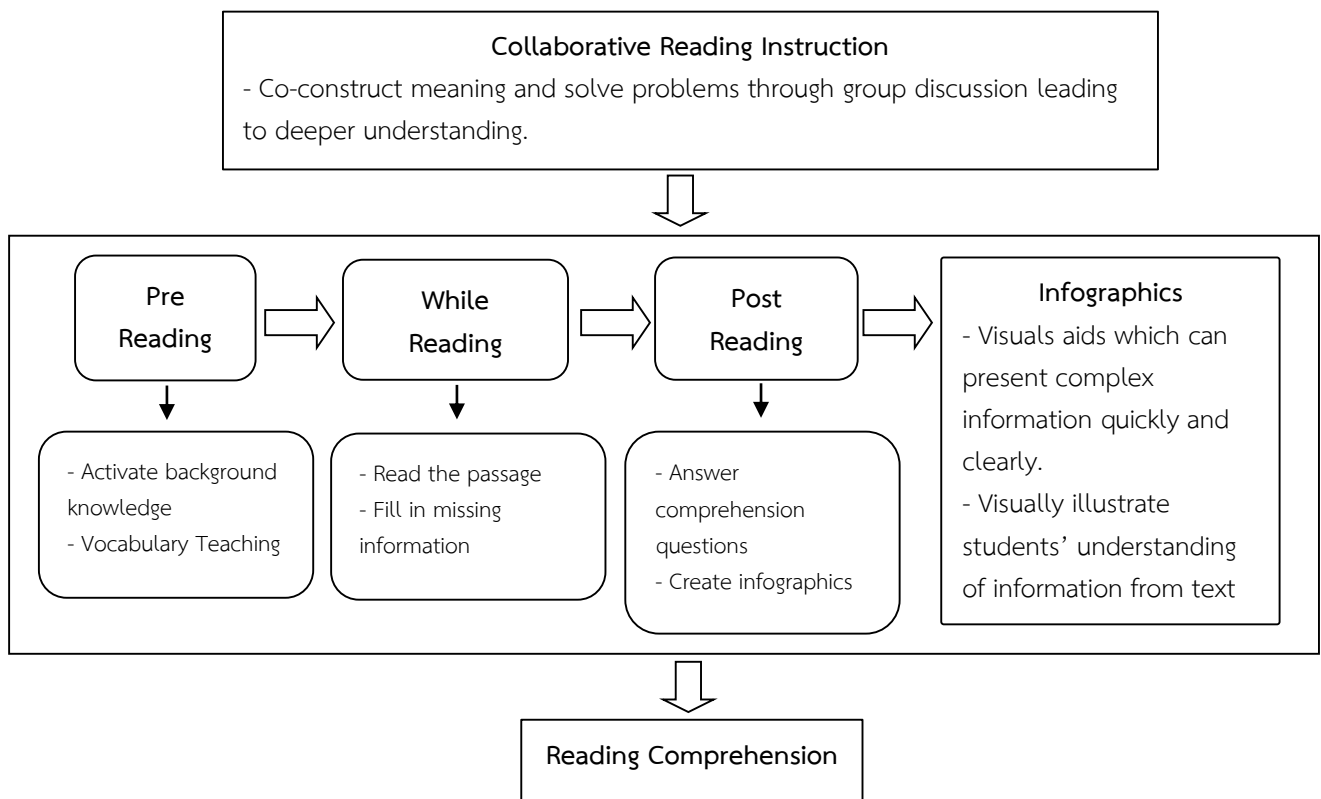 Collaborative Reading Instruction
- Co-construct meaning and solve problems through group discussion leading
to deeper understanding.
Pre
Reading
While
Reading
Post
Reading
Infographics
- Visuals aids which can
present complex
information quickly and
clearly.
- Visually illustrate
students’ understanding
of information from text
- Activate background
knowledge
- Vocabulary Teaching
- Read the passage
- Fill in missing
information
- Answer
comprehension
questions
- Create infographics
Reading Comprehension